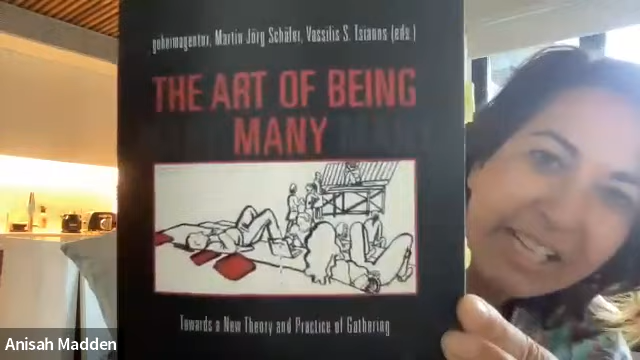 geheimagentur, Martin Jörg Schäfer, Vassilis S. Tsianos (eds.)
THE ART OF BEING
MANY
Towards a New Theory and Practice of Gathering
Anisah Madden